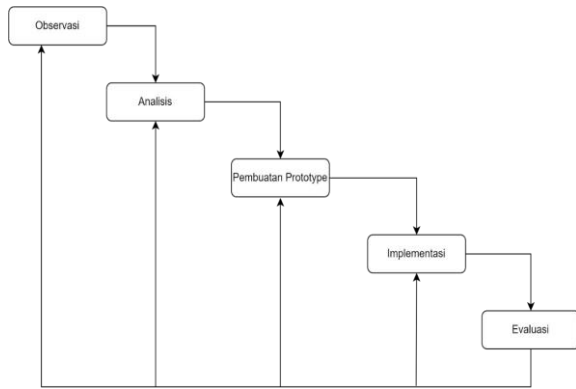 Observasi
Analisis
Pembuatan Prototype
Implementasi
Evaluasi